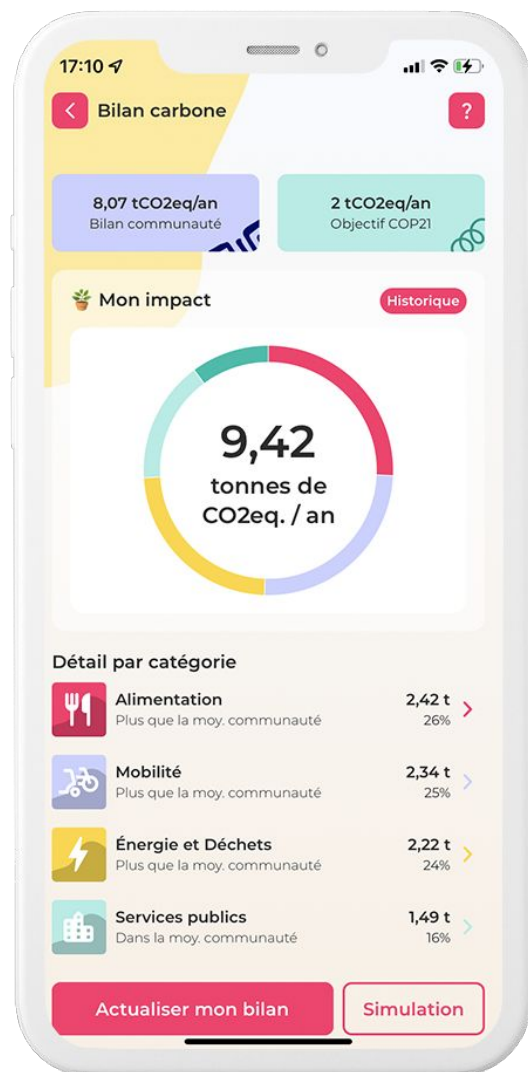 17:10
Bilan carbone
?
8,07 tCO2eq/an
Bilan communauté
2 tCO2eq/an
Objectif COP21
Mon impact
Historique
9,42
tonnes de
CO2eq. / an
Détail par catégorie
Alimentation
2,42 t
Plus que la moy. communauté
26%
Mobilité
2,34 t
Plus que la moy. communauté
25%
Énergie et Déchets
2,22 t
Plus que la moy. communauté
24%
Services publics
1,49 t
Dans la moy. communauté
16%
Actualiser mon bilan
Simulation